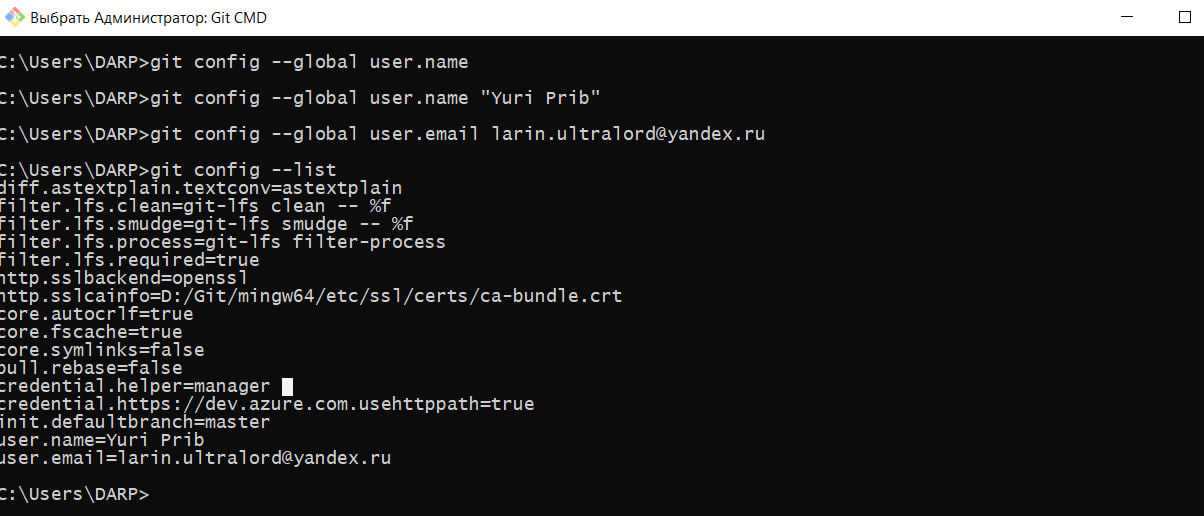 Выбрать Администратор: Git CMD
C:\Users\DARP>git config --global user.name
C:\Users\DARP>git config --global user.name "Yuri Prib"
C:\Users\DARP>git config --global user.email larin.ultralord@yandex.ru
C:\Users\DARP>git config --list
diff.astextplain.textconv=astextplain
filter.lfs.clean=git-lfs clean -- %f
filter.lfs.smudge=git-lfs smudge -- %f
filter.lfs.process=git-lfs filter-process
filter.lfs.required=true
http.sslbackend=openssl
http.sslcainfo=D:/Git/mingw64/etc/ssl/certs/ca-bundle.crt
core.autocrlf=true
core.fscache=true
core.symlinks=false
pull.rebase=false
credential.helper=manager
credential.https://dev.azure.com.usehttppath=true
init.defaultbranch=master
user.name=Yuri Prib
user.email=larin.ultralord@yandex.ru
C:\Users\DARP>